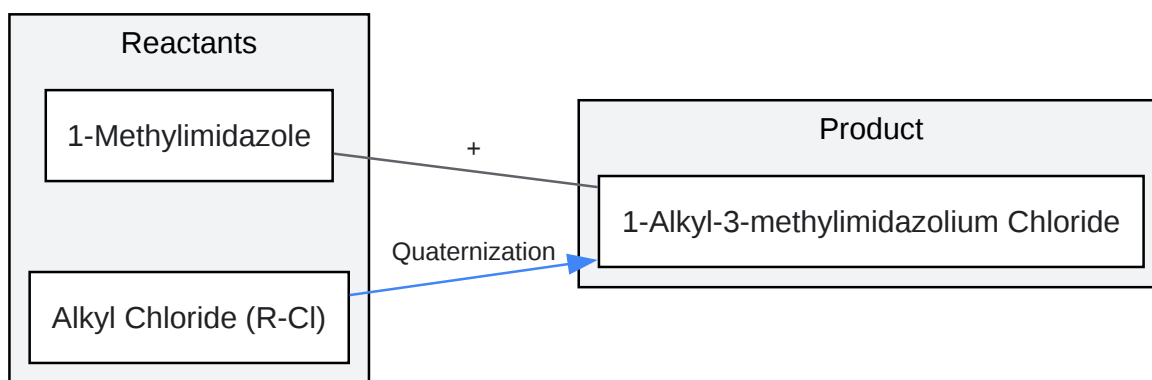 Reactants
1-Methylimidazole
Alkyl Chloride (R-Cl)
+
Quaternization
Product
1-Alkyl-3-methylimidazolium Chloride